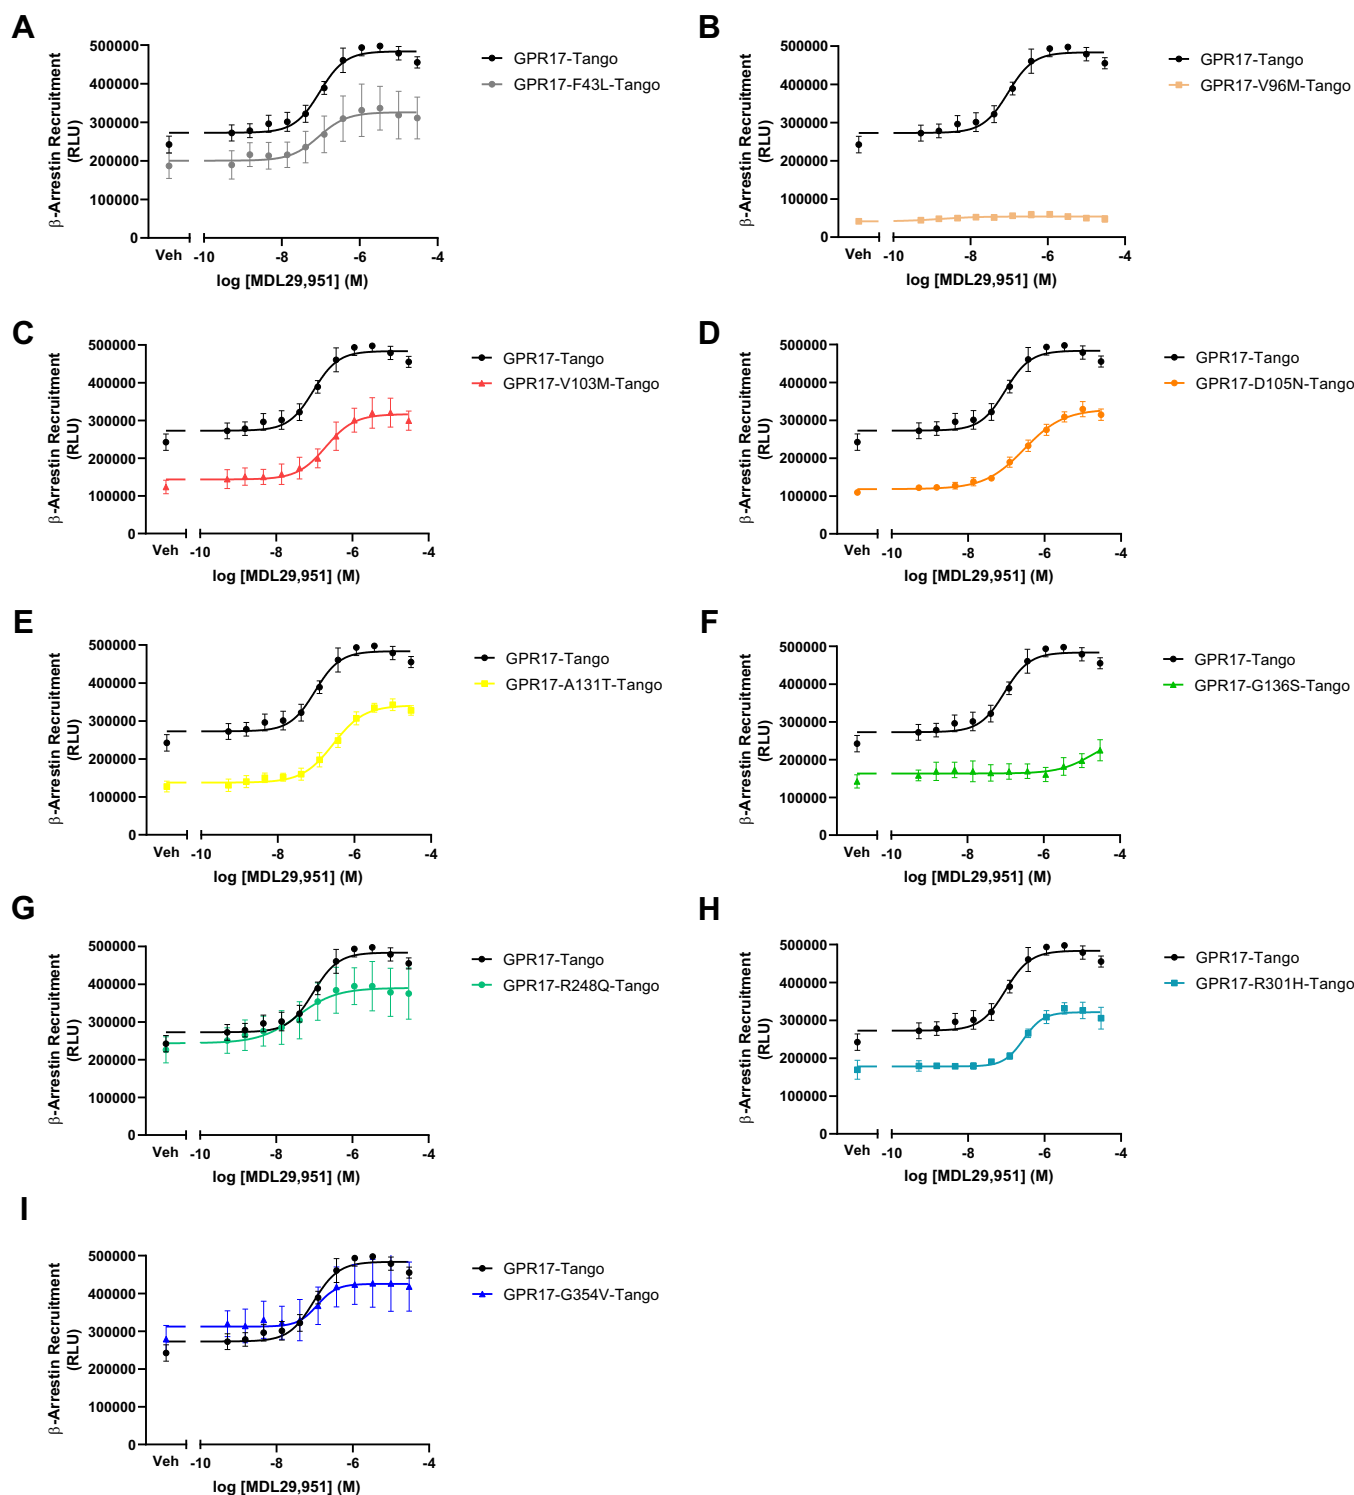 A
500000
400000
300000
200000
100000
0
β-Arrestin Recruitment
(RLU)
Veh -10 -8 -6 -4
log [MDL29,951] (M)
GPR17-Tango
GPR17-F43L-Tango
B
500000
400000
300000
200000
100000
0
β-Arrestin Recruitment
(RLU)
Veh -10 -8 -6 -4
log [MDL29,951] (M)
GPR17-Tango
GPR17-V96M-Tango
C
500000
400000
300000
200000
100000
0
β-Arrestin Recruitment
(RLU)
Veh -10 -8 -6 -4
log [MDL29,951] (M)
GPR17-Tango
GPR17-V103M-Tango
D
500000
400000
300000
200000
100000
0
β-Arrestin Recruitment
(RLU)
Veh -10 -8 -6 -4
log [MDL29,951] (M)
GPR17-Tango
GPR17-D105N-Tango
E
500000
400000
300000
200000
100000
0
β-Arrestin Recruitment
(RLU)
Veh -10 -8 -6 -4
log [MDL29,951] (M)
GPR17-Tango
GPR17-A131T-Tango
F
500000
400000
300000
200000
100000
0
β-Arrestin Recruitment
(RLU)
Veh -10 -8 -6 -4
log [MDL29,951] (M)
GPR17-Tango
GPR17-G136S-Tango
G
500000
400000
300000
200000
100000
0
β-Arrestin Recruitment
(RLU)
Veh -10 -8 -6 -4
log [MDL29,951] (M)
GPR17-Tango
GPR17-R248Q-Tango
H
500000
400000
300000
200000
100000
0
β-Arrestin Recruitment
(RLU)
Veh -10 -8 -6 -4
log [MDL29,951] (M)
GPR17-Tango
GPR17-R301H-Tango
I
500000
400000
300000
200000
100000
0
β-Arrestin Recruitment
(RLU)
Veh -10 -8 -6 -4
log [MDL29,951] (M)
GPR17-Tango
GPR17-G354V-Tango